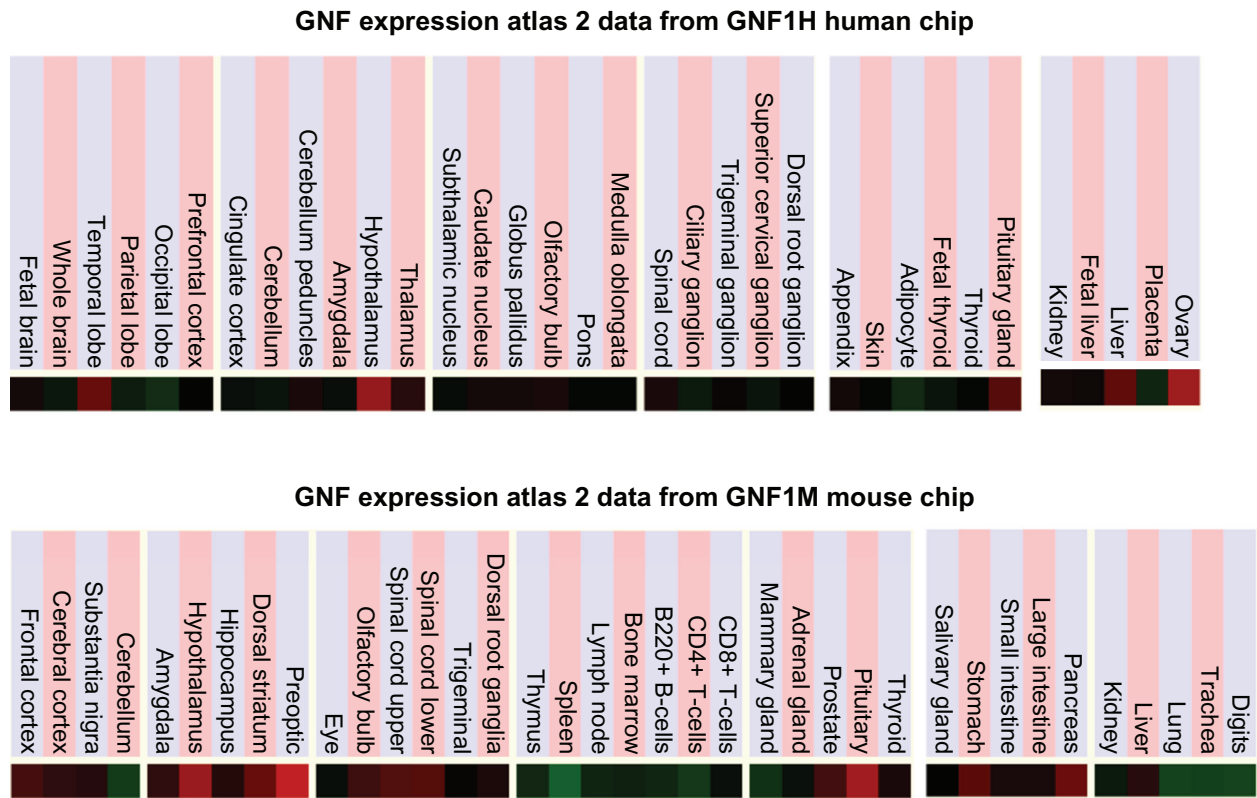 GNF expression atlas 2 data from GNF1H human chip
Fetal brain
Whole brain
Temporal lobe
Parietal lobe
Occipital lobe
Prefrontal cortex
Cingulate cortex
Cerebellum
Cerebellum peduncles
Amygdala
Hypothalamus
Thalamus
Subthalamic nucleus
Caudate nucleus
Globus pallidus
Olfactory bulb
Pons
Medulla oblongata
Spinal cord
Ciliary ganglion
Trigeminal ganglion
Superior cervical ganglion
Dorsal root ganglion
Appendix
Skin
Adipocyte
Fetal thyroid
Thyroid
Pituitary gland
Kidney
Fetal liver
Liver
Placenta
Ovary
GNF expression atlas 2 data from GNF1M mouse chip
Frontal cortex
Cerebral cortex
Substantia nigra
Cerebellum
Amygdala
Hypothalamus
Hippocampus
Dorsal striatum
Preoptic
Eye
Olfactory bulb
Spinal cord upper
Spinal cord lower
Trigeminal
Dorsal root ganglia
Thymus
Spleen
Lymph node
Bone marrow
B220+ B-cells
CD4+ T-cells
CD8+ T-cells
Mammary gland
Adrenal gland
Prostate
Pituitary
Thyroid
Salivary gland
Stomach
Small intestine
Large intestine
Pancreas
Kidney
Liver
Lung
Trachea
Digits